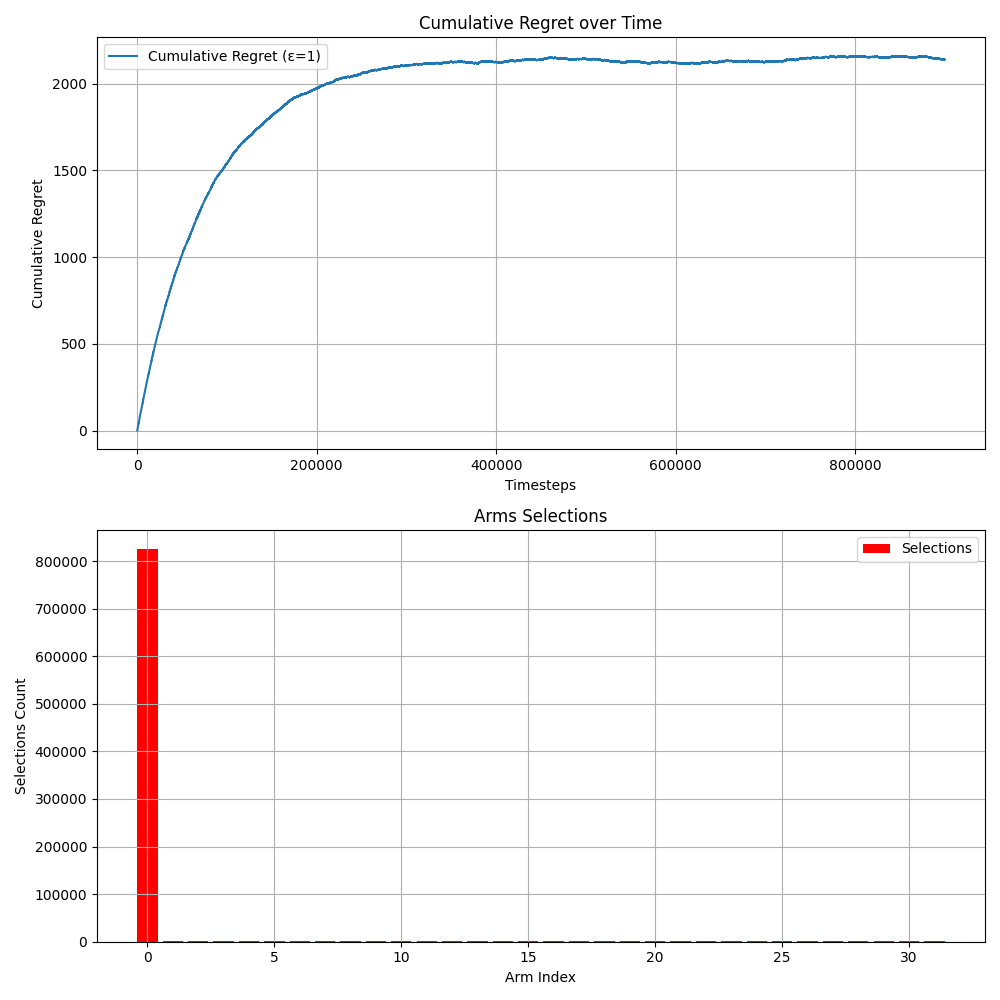 Cumulative Regret over Time
Cumulative Regret (ε=1)
2000
1500
1000
500
0
Cumulative Regret
0 200000 400000 600000 800000
Timesteps
Arms Selections
Selections
800000
700000
600000
500000
400000
300000
200000
100000
0
Selections Count
0 5 10 15 20 25 30
Arm Index